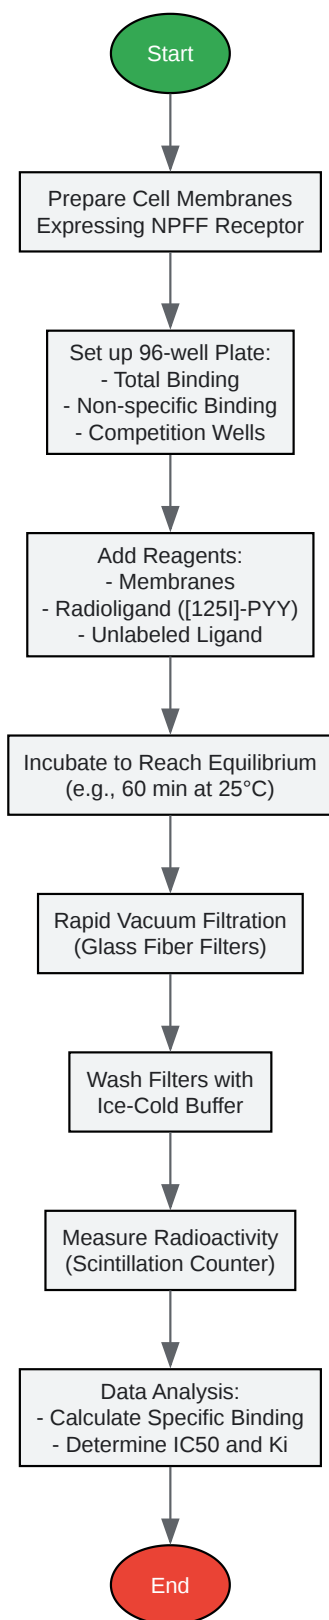 Start
Prepare Cell Membranes
Expressing NPFF Receptor
Set up 96-well Plate:
- Total Binding
- Non-specific Binding
- Competition Wells
Add Reagents:
- Membranes
- Radioligand ([125I]-PYY)
- Unlabeled Ligand
Incubate to Reach Equilibrium
(e.g., 60 min at 25°C)
Rapid Vacuum Filtration
(Glass Fiber Filters)
Wash Filters with
Ice-Cold Buffer
Measure Radioactivity
(Scintillation Counter)
Data Analysis:
- Calculate Specific Binding
- Determine IC50 and Ki
End